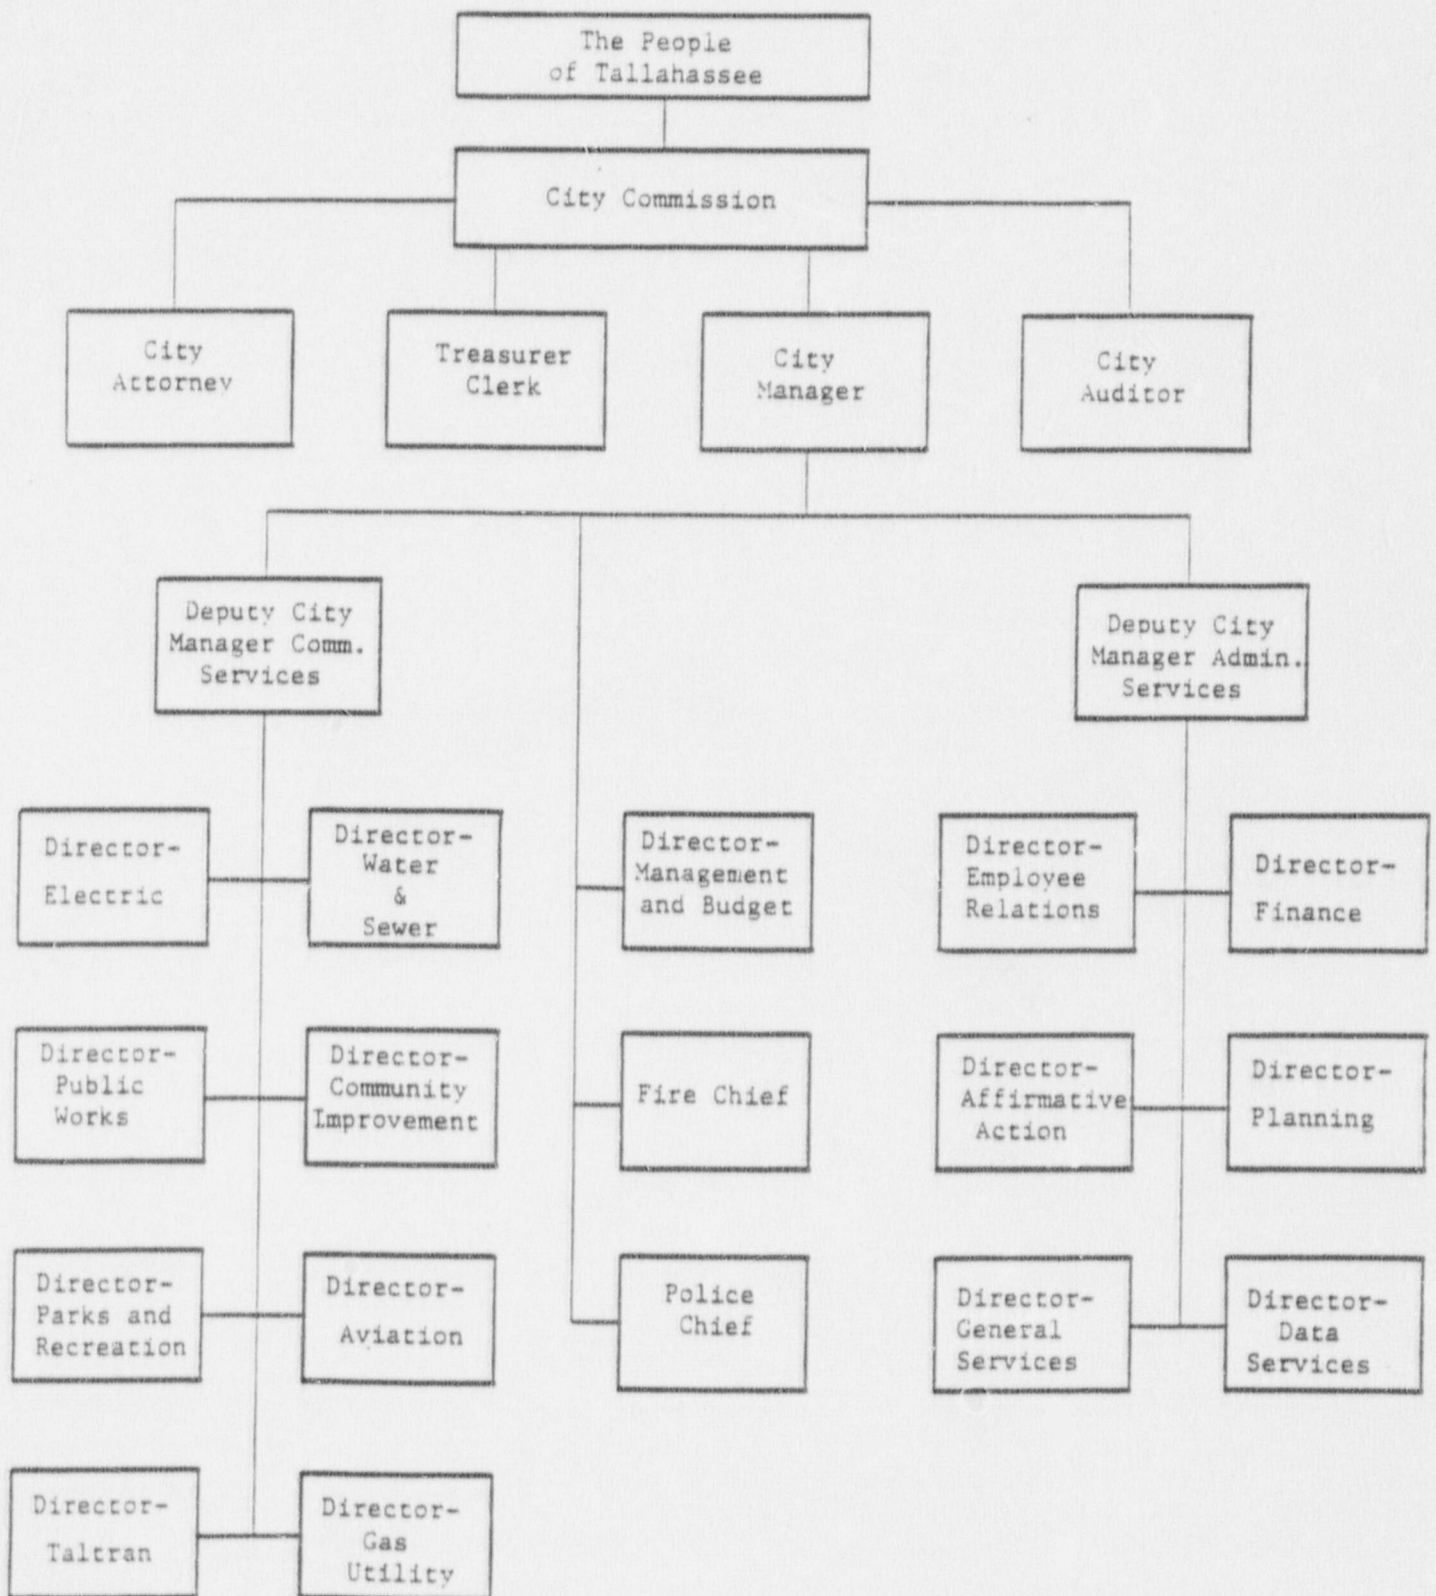 The People
of Tallahassee
City Commission
City
Attorney
Treasurer
Clerk
City
Manager
City
Auditor
Deputy City
Manager Comm.
Services
Deputy City
Manager Admin.
Services
Director-
Electric
Director-
Water
&
Sewer
Director-
Management
and Budget
Director-
Employee
Relations
Director-
Finance
Director-
Public
Works
Director-
Community
Improvement
Fire Chief
Director-
Affirmative
Action
Director-
Planning
Director-
Parks and
Recreation
Director-
Aviation
Police
Chief
Director-
General
Services
Director-
Data
Services
Director-
Taltran
Director-
Gas
Utility